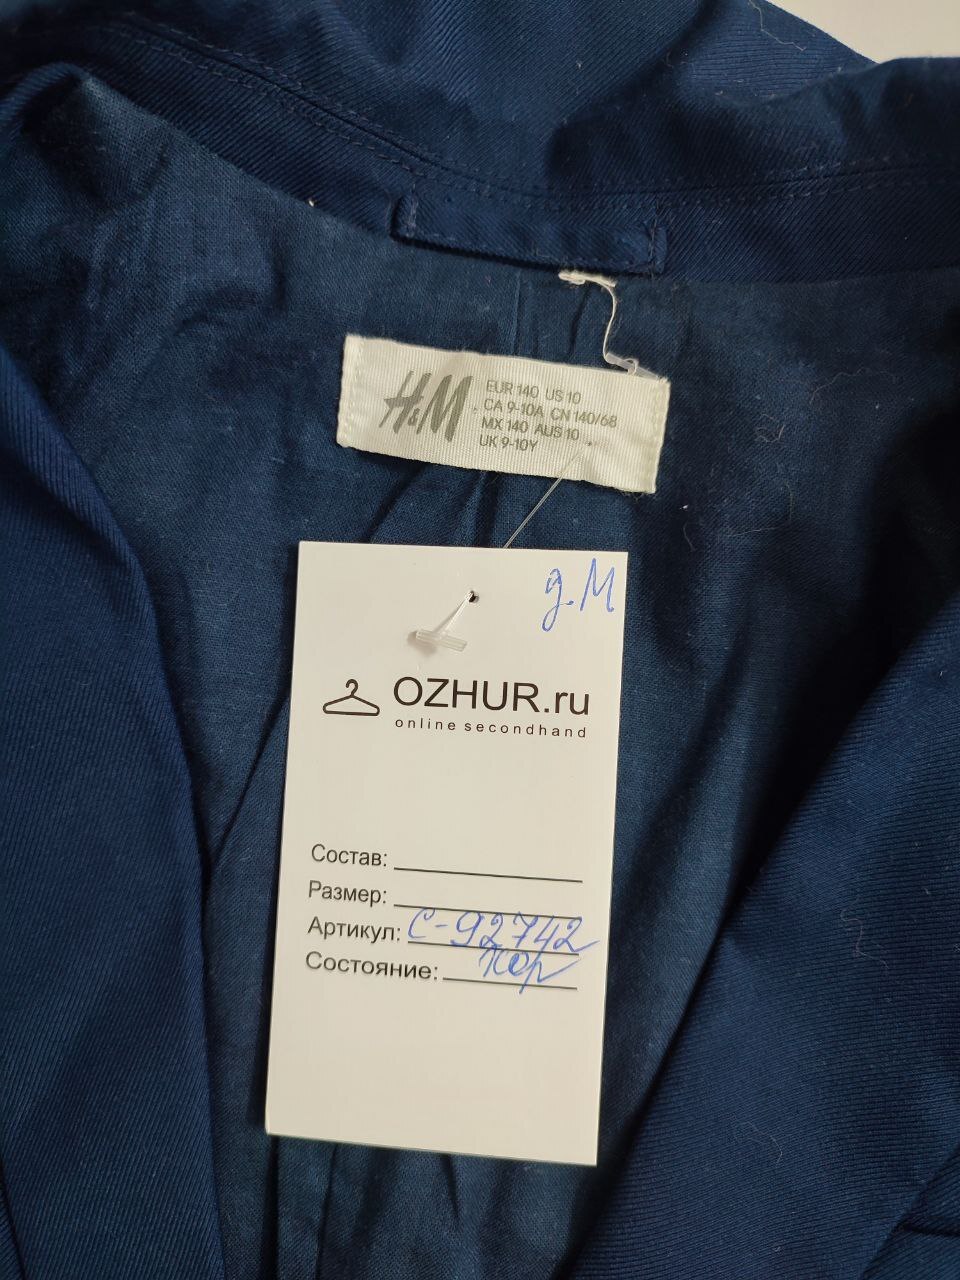 H&M
EUR 140 US 10
CA 9-10A CN 140/68
MX 140 AUS 10
UK 9-10Y
д.М
OZHUR.ru
online secondhand
Состав:
Размер:
Артикул: С-92742
Состояние: хор